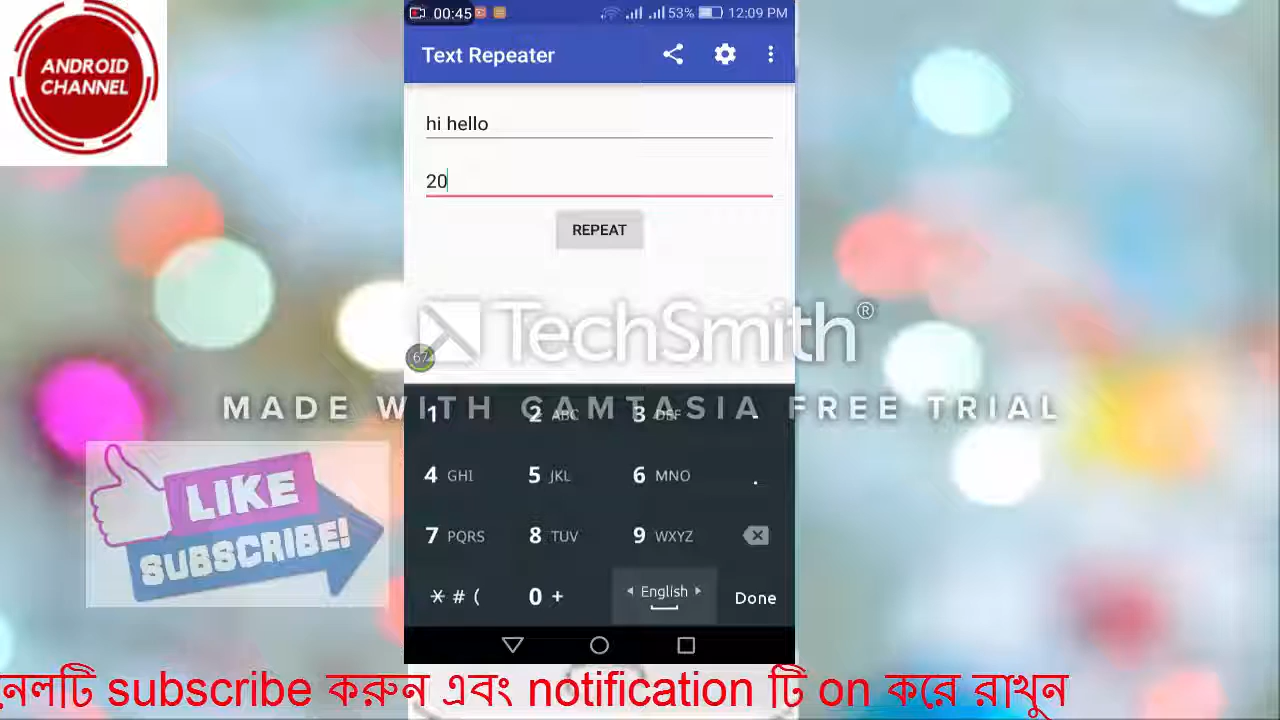 ANDROID
CHANNEL
00:45
53%
12:09 PM
Text Repeater
hi hello
20
REPEAT
67
TechSmith®
MADE WITH CAMTASIA FREE TRIAL
1 2 ABC 3 DEF -
4 GHI 5 JKL 6 MNO .
7 PQRS 8 TUV 9 WXYZ
* # ( 0 + English Done
LIKE
SUBSCRIBE!
নেলটি subscribe করুন এবং notification টি on করে রাখুন